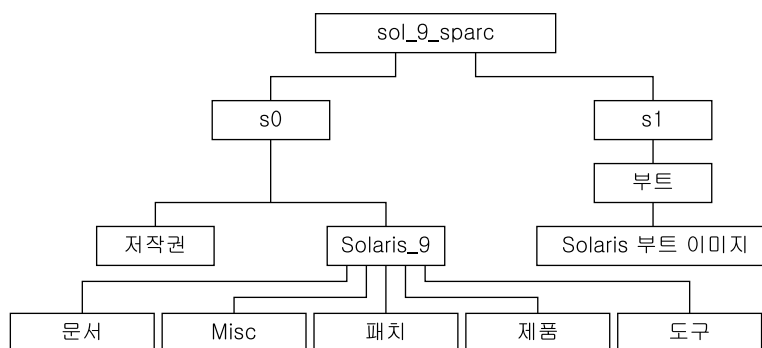 sol_9_sparc
s0
s1
부트
저작권
Solaris_9
Solaris 부트 이미지
문서
Misc
패치
제품
도구